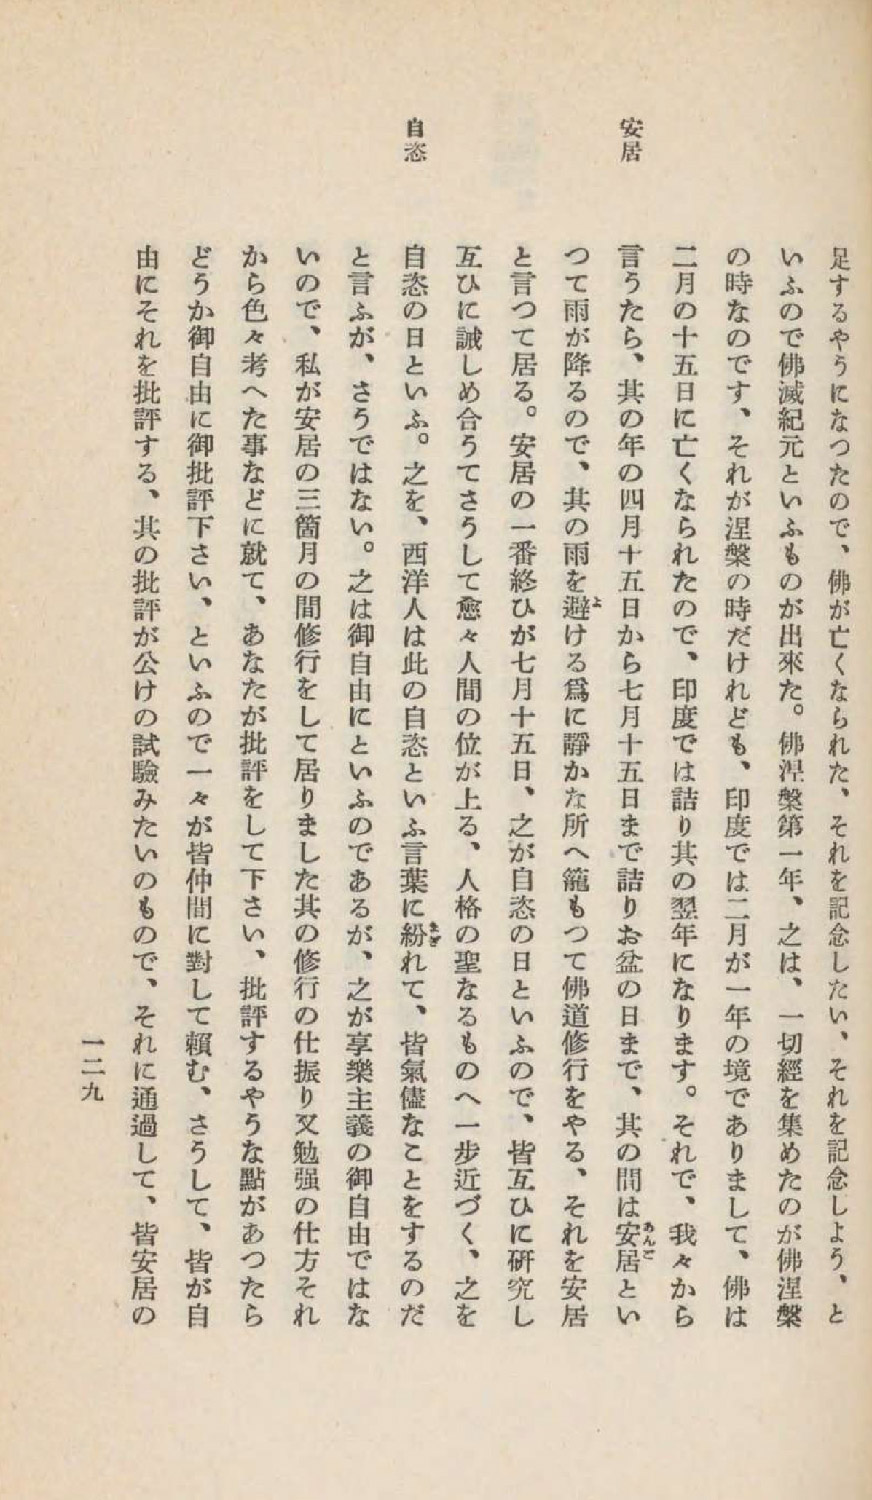 足するやうになつたので、佛が亡くなられた、それを記念したい、それを記念しよう、と
いふので佛滅紀元といふものが出來た。佛涅槃第一年、之は、一切經を集めたのが佛涅槃
の時なのです、それが涅槃の時だけれども、印度では二月が一年の境でありまして、佛は
二月の十五日に亡くなられたので、印度では詰り其の翌年になります。それで、我々から
安居
言うたら、其の年の四月十五日から七月十五日まで詰りお盆の日まで、其の間は安居とい
つて雨が降るので、其の雨を避ける爲に靜かな所へ籠もつて佛道修行をやる、それを安居
と言つて居る。安居の一番終ひが七月十五日、之が自恣の日といふので、皆互ひに硏究し
互ひに誡しめ合うてさうして愈々人間の位が上る、人格の聖なるものへ一步近づく、之を
自恣
自恣の日といふ。之を、西洋人は此の自恣といふ言葉に紛れて、皆氣儘なことをするのだ
と言ふが、さうではない。之は御自由にといふのであるが、之が享樂主義の御自由ではな
いので、私が安居の三箇月の間修行をして居りました其の修行の仕振り又勉强の仕方それ
から色々考へた事などに就て、あなたが批評をして下さい、批評するやうな點があつたら
どうか御自由に御批評下さい、といふので一々が皆仲間に對して賴む、さうして、皆が自
由にそれを批評する、其の批評が公けの試驗みたいのもので、それに通過して、皆安居の
一二九